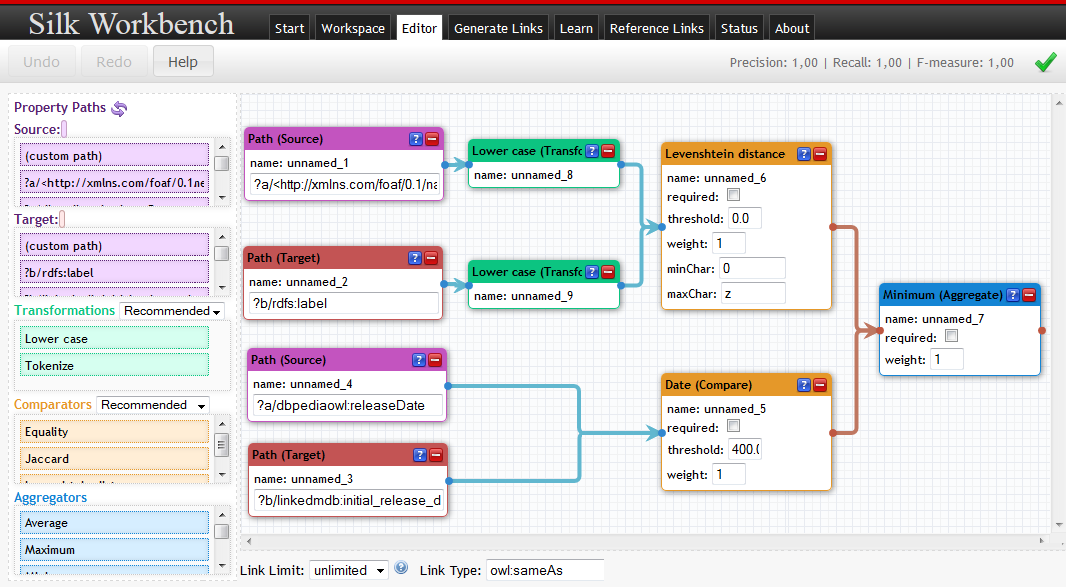 Silk Workbench
Start Workspace Editor Generate Links Learn Reference Links Status About
Undo Redo Help
Precision: 1,00 | Recall: 1,00 | F-measure: 1,00
Property Paths
Source:
(custom path)
?a/<http://xmlns.com/foaf/0.1/
Target:
(custom path)
?b/rdfs:label
Transformations Recommended
Lower case
Tokenize
Comparators Recommended
Equality
Jaccard
Aggregators
Average
Maximum
Path (Source) ? −
name: unnamed_1
?a/<http://xmlns.com/foaf/0.1/na
Path (Target) ? −
name: unnamed_2
?b/rdfs:label
Path (Source) ? −
name: unnamed_4
?a/dbpediaowl:releaseDate
Path (Target) ? −
name: unnamed_3
?b/linkedmdb:initial_release_d
Lower case (Transfc ? −
name: unnamed_8
Lower case (Transfc ? −
name: unnamed_9
Levenshtein distance ? −
name: unnamed_6
required:
threshold: 0.0
weight: 1
minChar: 0
maxChar: z
Date (Compare) ? −
name: unnamed_5
required:
threshold: 400.0
weight: 1
Minimum (Aggregate) ? −
name: unnamed_7
required:
weight: 1
Link Limit: unlimited ? Link Type: owl:sameAs